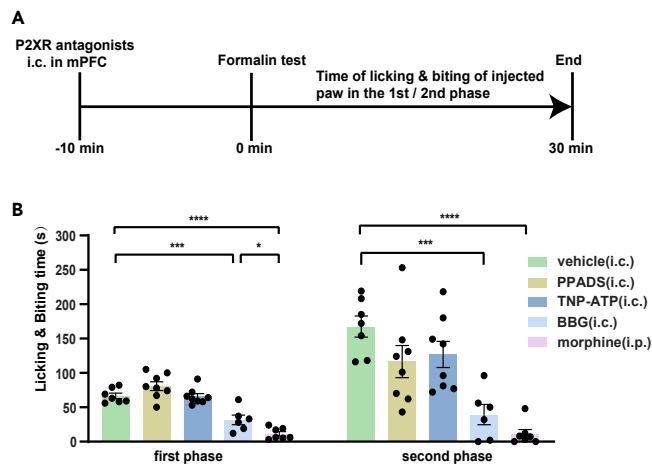 A
P2XR antagonists
i.c. in mPFC
Formalin test
End
Time of licking & biting of injected
paw in the 1st / 2nd phase
-10 min
0 min
30 min
B
Licking & Biting time (s)
300
250
200
150
100
50
0
****
***
*
****
***
first phase
second phase
vehicle(i.c.)
PPADS(i.c.)
TNP-ATP(i.c.)
BBG(i.c.)
morphine(i.p.)